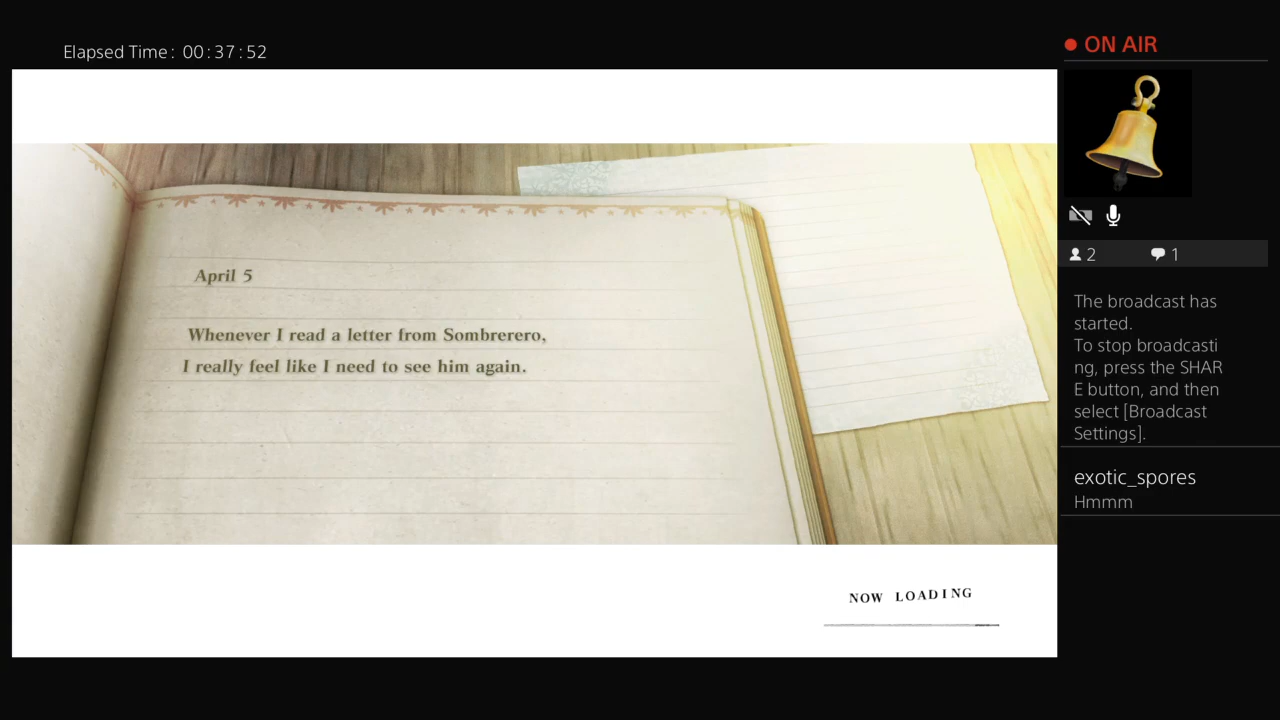 Elapsed Time: 00:37:52
ON AIR
2
1
The broadcast has
started.
To stop broadcasti
ng, press the SHAR
E button, and then
select [Broadcast
Settings].
exotic_spores
Hmmm
April 5
Whenever I read a letter from Sombrerero,
I really feel like I need to see him again.
NOW LOADING